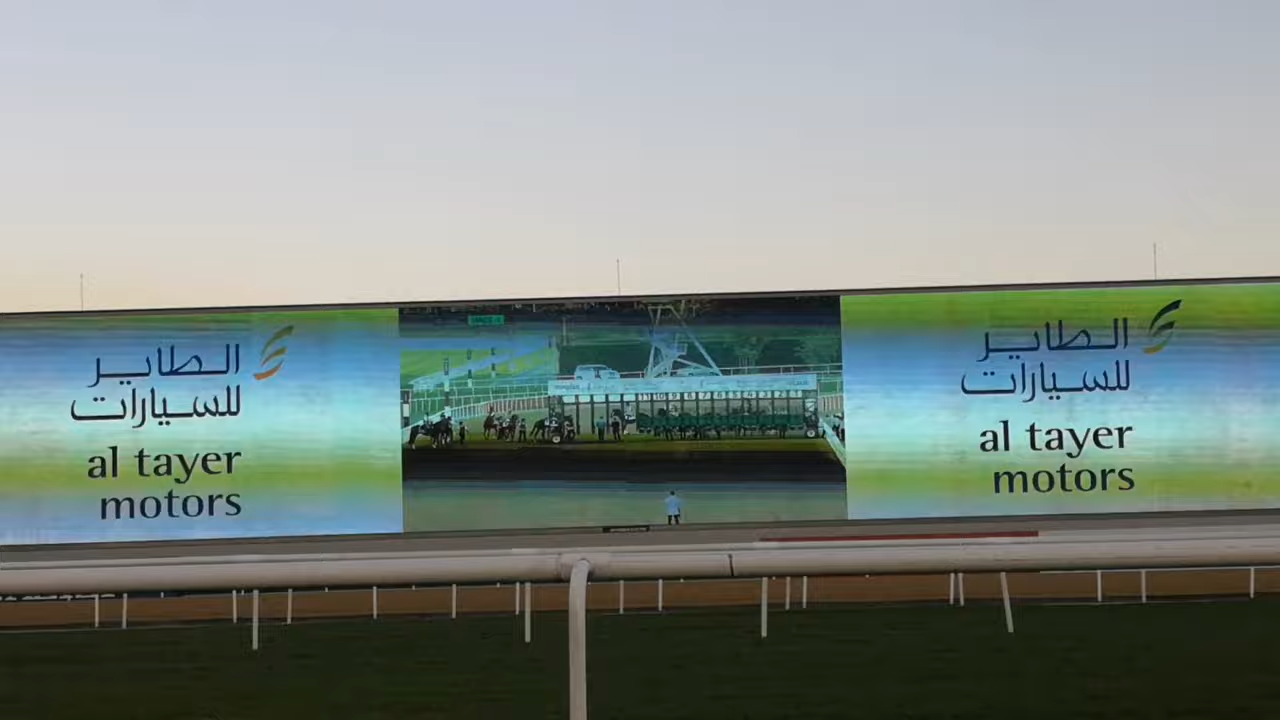 الطاير
للسيارات
al tayer
motors
الطاير
للسيارات
al tayer
motors